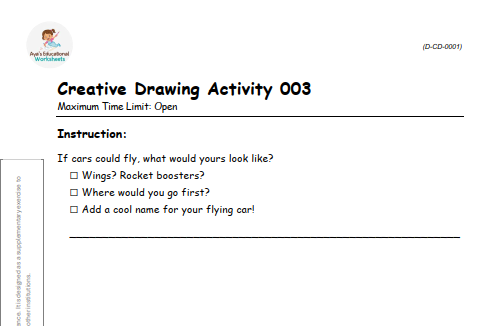 Aya's Educational
Worksheets
(D-CD-0001)
Creative Drawing Activity 003
Maximum Time Limit: Open
Instruction:
If cars could fly, what would yours look like?
☐ Wings? Rocket boosters?
☐ Where would you go first?
☐ Add a cool name for your flying car!
ence. It is designed as a supplementary exercise to
other institutions.